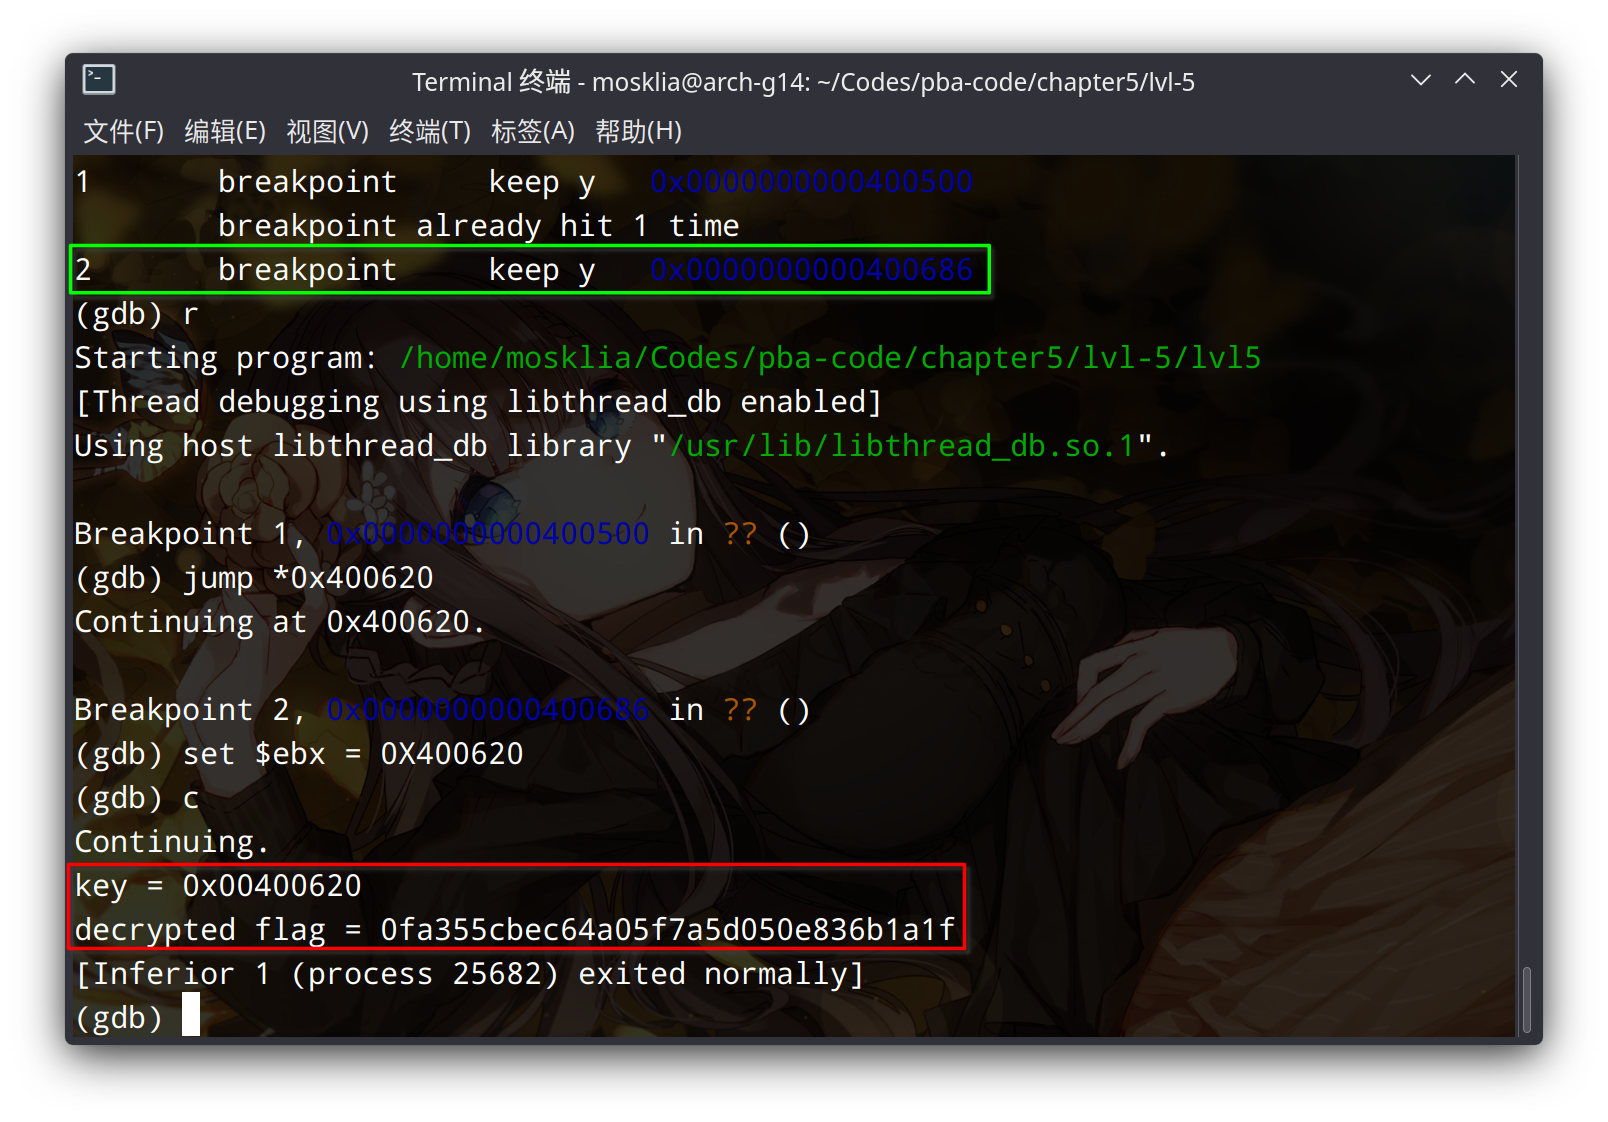 Terminal 终端 - mosklia@arch-g14: ~/Codes/pba-code/chapter5/lvl-5
文件(F) 编辑(E) 视图(V) 终端(T) 标签(A) 帮助(H)
1       breakpoint     keep y   0x0000000000400500
        breakpoint already hit 1 time
2       breakpoint     keep y   0x0000000000400686
(gdb) r
Starting program: /home/mosklia/Codes/pba-code/chapter5/lvl-5/lvl5
[Thread debugging using libthread_db enabled]
Using host libthread_db library "/usr/lib/libthread_db.so.1".
Breakpoint 1, 0x0000000000400500 in ?? ()
(gdb) jump *0x400620
Continuing at 0x400620.
Breakpoint 2, 0x0000000000400686 in ?? ()
(gdb) set $ebx = 0X400620
(gdb) c
Continuing.
key = 0x00400620
decrypted flag = 0fa355cbec64a05f7a5d050e836b1a1f
[Inferior 1 (process 25682) exited normally]
(gdb)